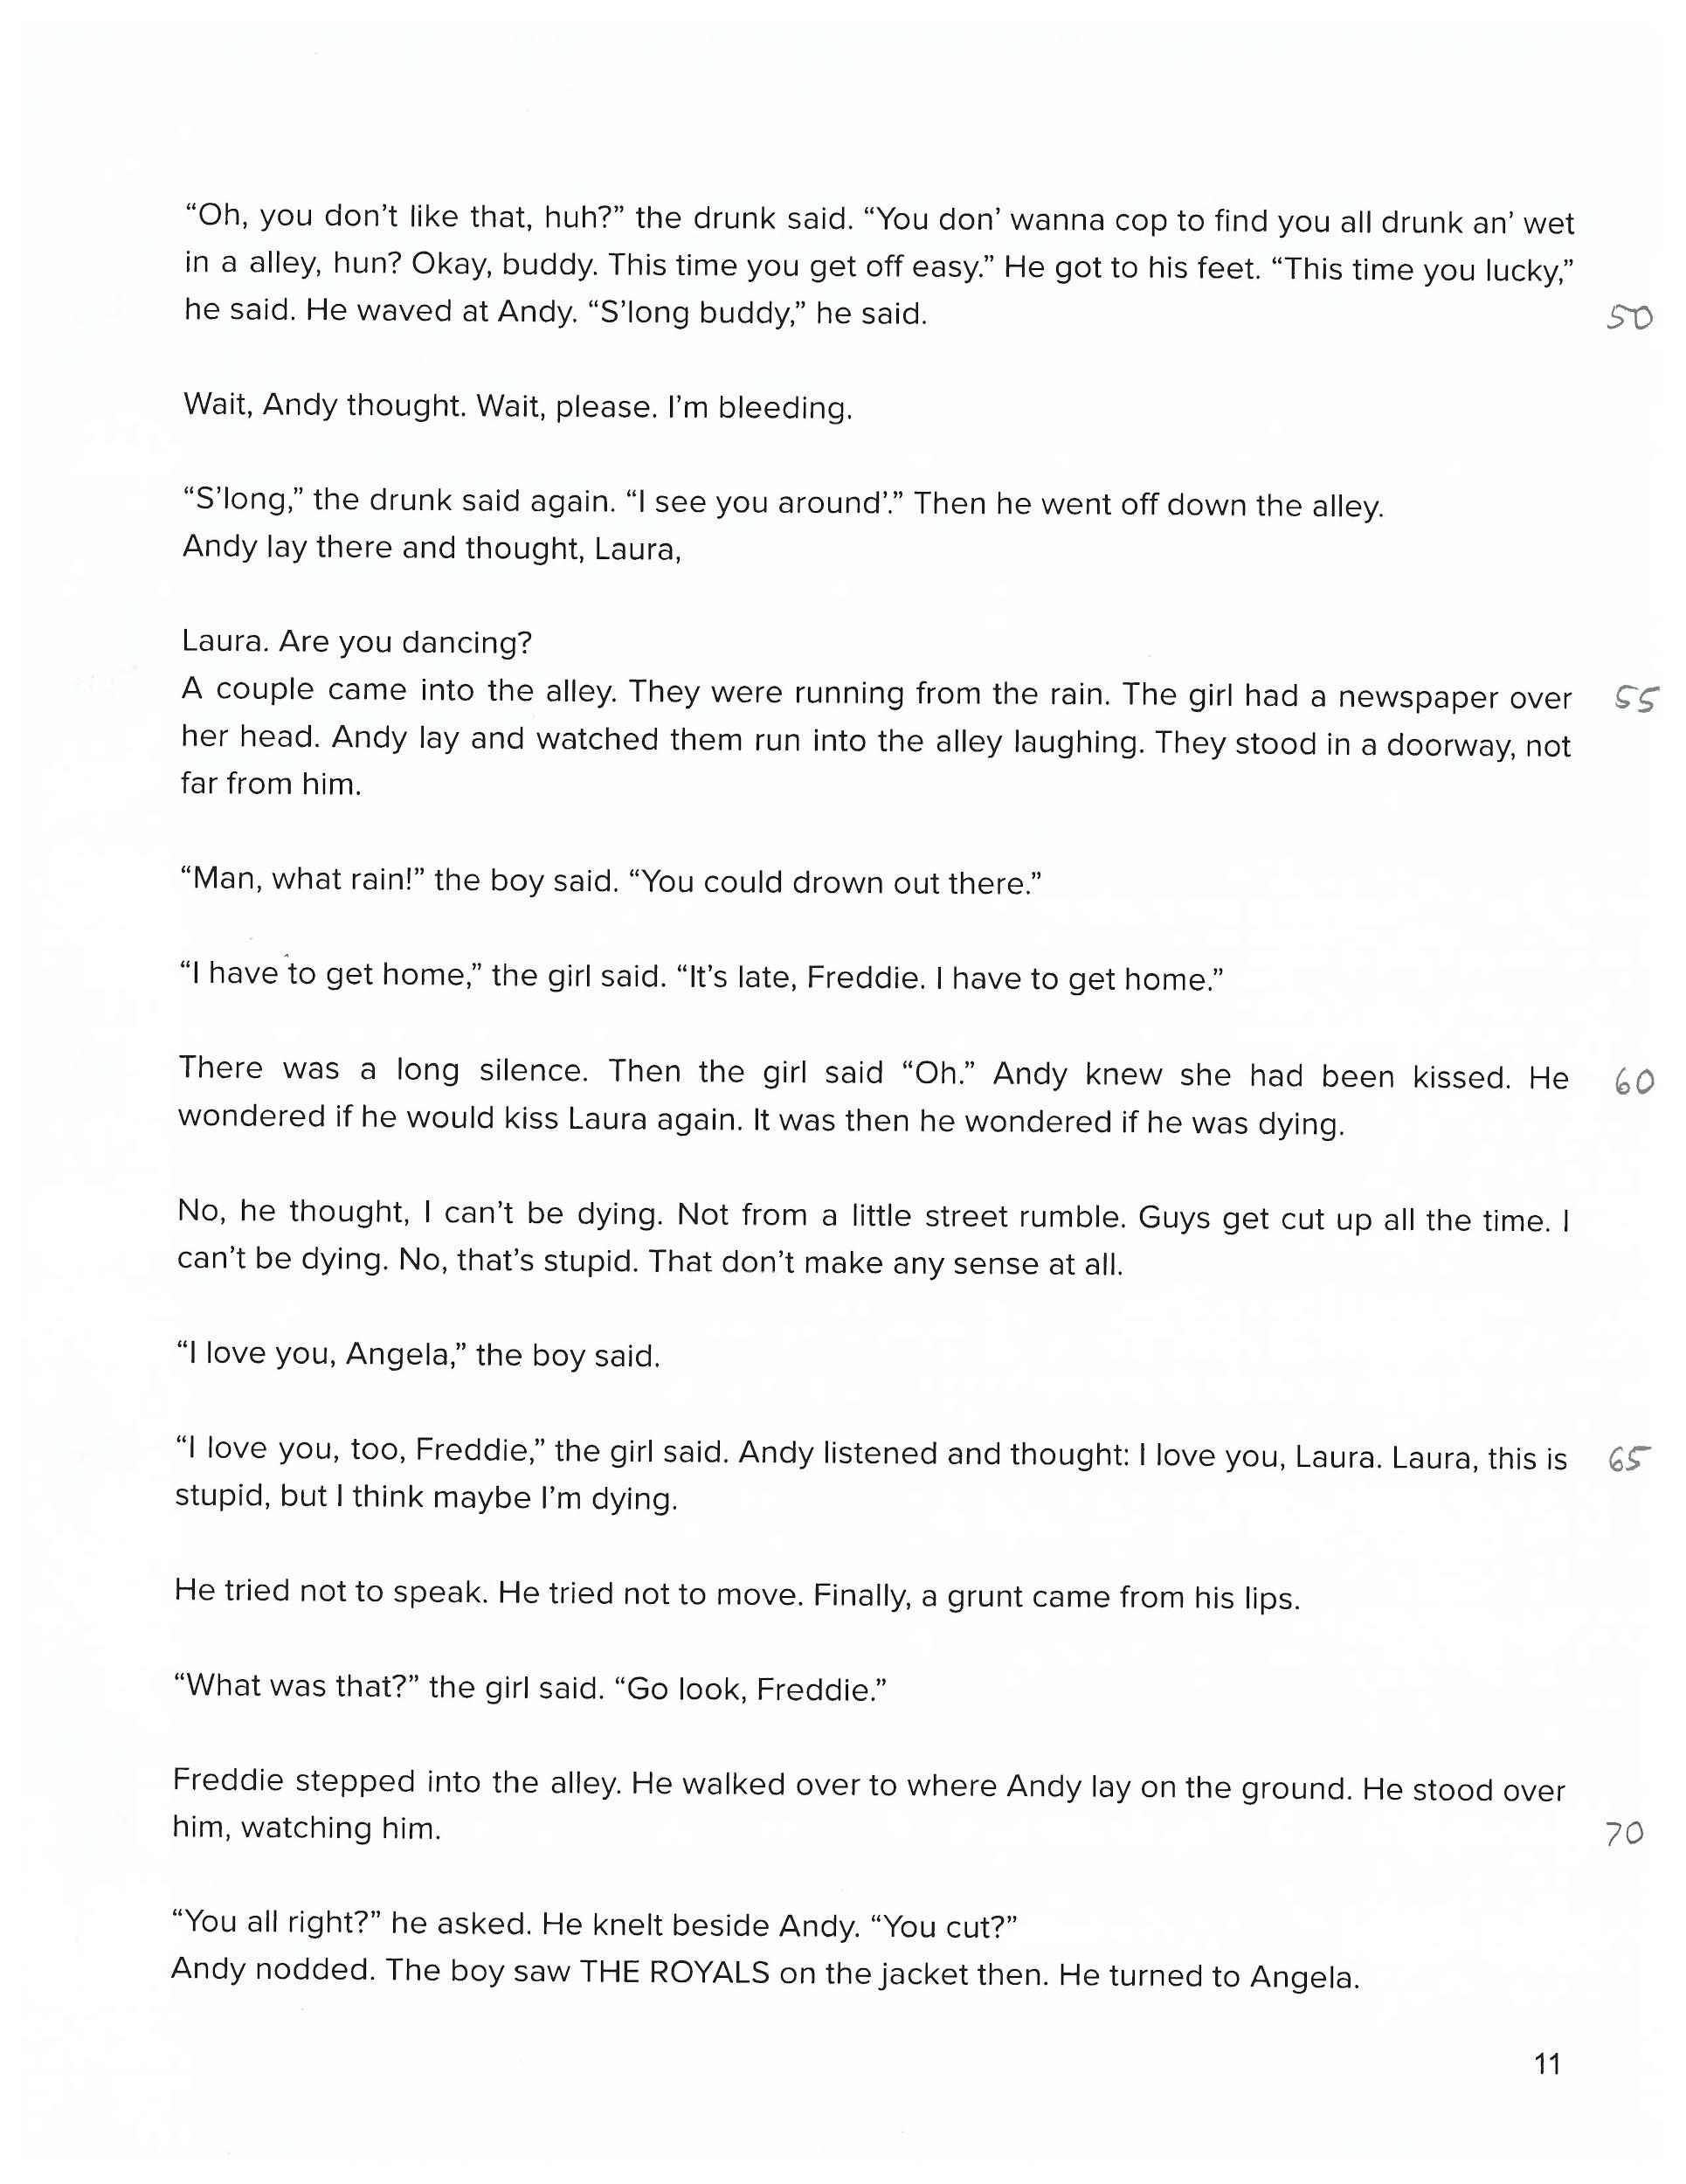 “Oh, you don’t like that, huh?” the drunk said. “You don’ wanna cop to find you all drunk an’ wet
in a alley, hun? Okay, buddy. This time you get off easy.” He got to his feet. “This time you lucky,”
he said. He waved at Andy. “S’long buddy,” he said. 50
Wait, Andy thought. Wait, please. I’m bleeding.
“S’long,” the drunk said again. “I see you around’.” Then he went off down the alley.
Andy lay there and thought, Laura,
Laura. Are you dancing?
A couple came into the alley. They were running from the rain. The girl had a newspaper over 55
her head. Andy lay and watched them run into the alley laughing. They stood in a doorway, not
far from him.
“Man, what rain!” the boy said. “You could drown out there.”
“I have to get home,” the girl said. “It’s late, Freddie. I have to get home.”
There was a long silence. Then the girl said “Oh.” Andy knew she had been kissed. He 60
wondered if he would kiss Laura again. It was then he wondered if he was dying.
No, he thought, I can’t be dying. Not from a little street rumble. Guys get cut up all the time. I
can’t be dying. No, that’s stupid. That don’t make any sense at all.
“I love you, Angela,” the boy said.
“I love you, too, Freddie,” the girl said. Andy listened and thought: I love you, Laura. Laura, this is 65
stupid, but I think maybe I’m dying.
He tried not to speak. He tried not to move. Finally, a grunt came from his lips.
“What was that?” the girl said. “Go look, Freddie.”
Freddie stepped into the alley. He walked over to where Andy lay on the ground. He stood over
him, watching him. 70
“You all right?” he asked. He knelt beside Andy. “You cut?”
Andy nodded. The boy saw THE ROYALS on the jacket then. He turned to Angela.
11